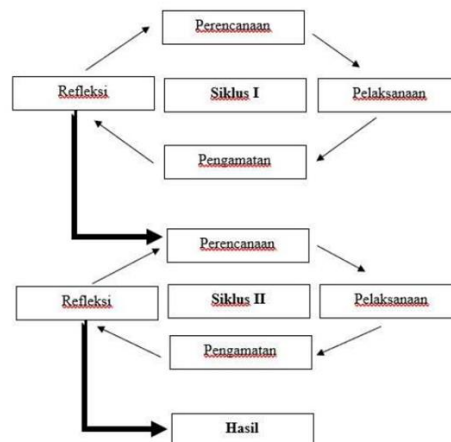 Perencanaan
Refleksi
Siklus I
Pelaksanaan
Pengamatan
Perencanaan
Refleksi
Siklus II
Pelaksanaan
Pengamatan
Hasil